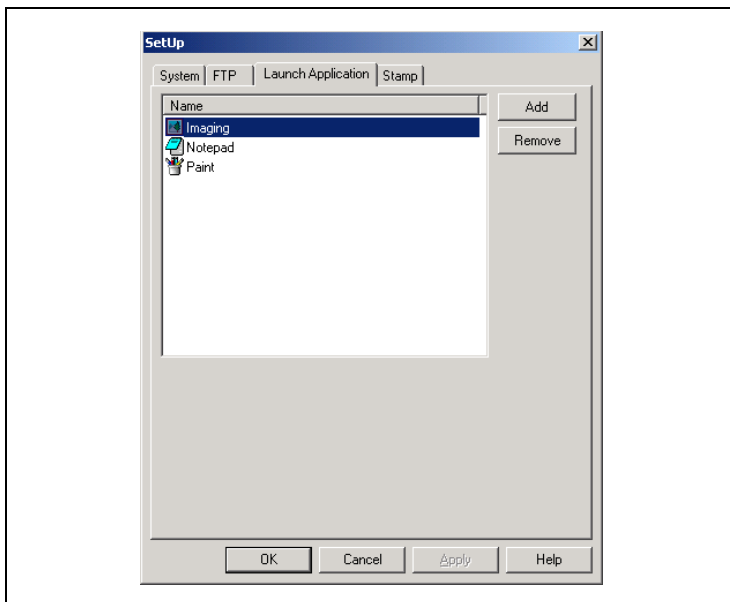 SetUp
System FTP Launch Application Stamp
Name
Add
Imaging
Remove
Notepad
Paint
OK Cancel Apply Help